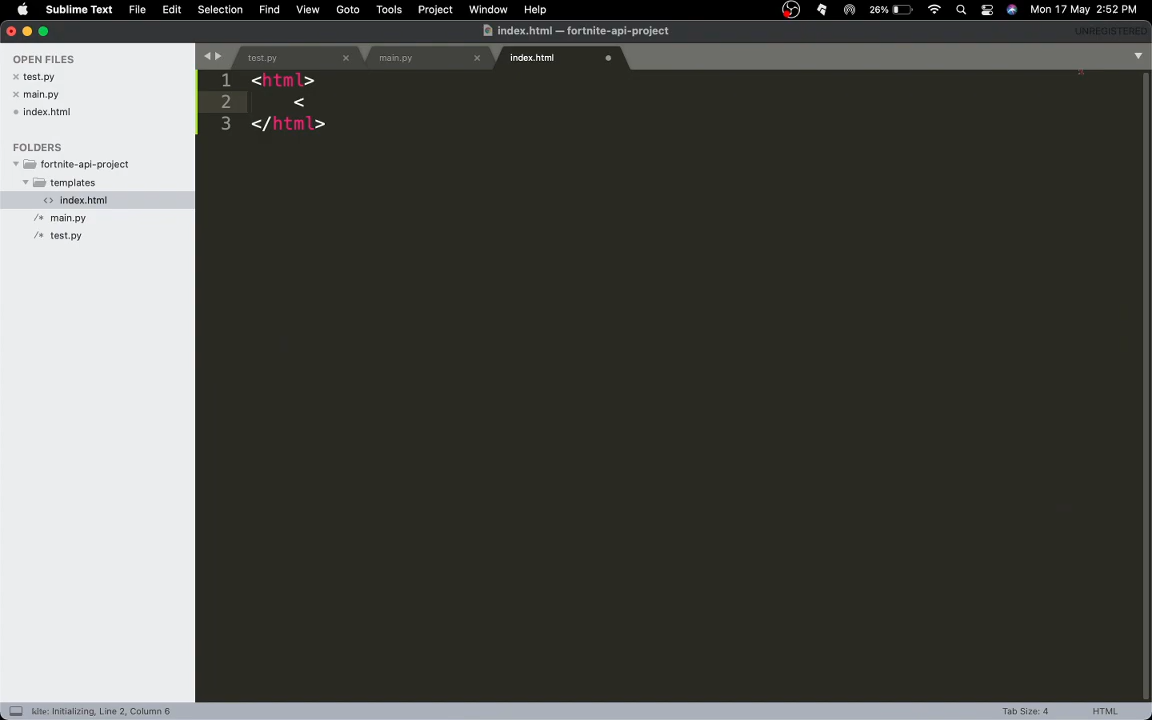 Sublime Text File Edit Selection Find View Goto Tools Project Window Help 26% Mon 17 May 2:52 PM
index.html — fortnite-api-project UNREGISTERED
OPEN FILES
test.py
main.py
index.html
FOLDERS
fortnite-api-project
templates
<> index.html
/* main.py
/* test.py
test.py main.py index.html
1 <html>
2 <
3 </html>
kite: Initializing, Line 2, Column 6 Tab Size: 4 HTML